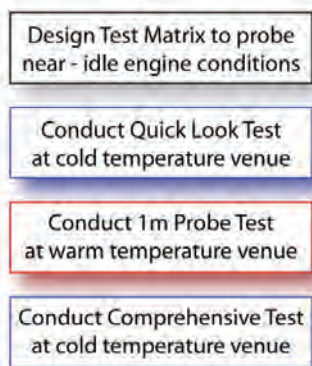 Design Test Matrix to probe
near - idle engine conditions
Conduct Quick Look Test
at cold temperature venue
Conduct 1m Probe Test
at warm temperature venue
Conduct Comprehensive Test
at cold temperature venue